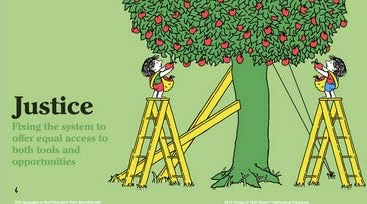 Justice
Fixing the system to
offer equal access to
both tools and
opportunities